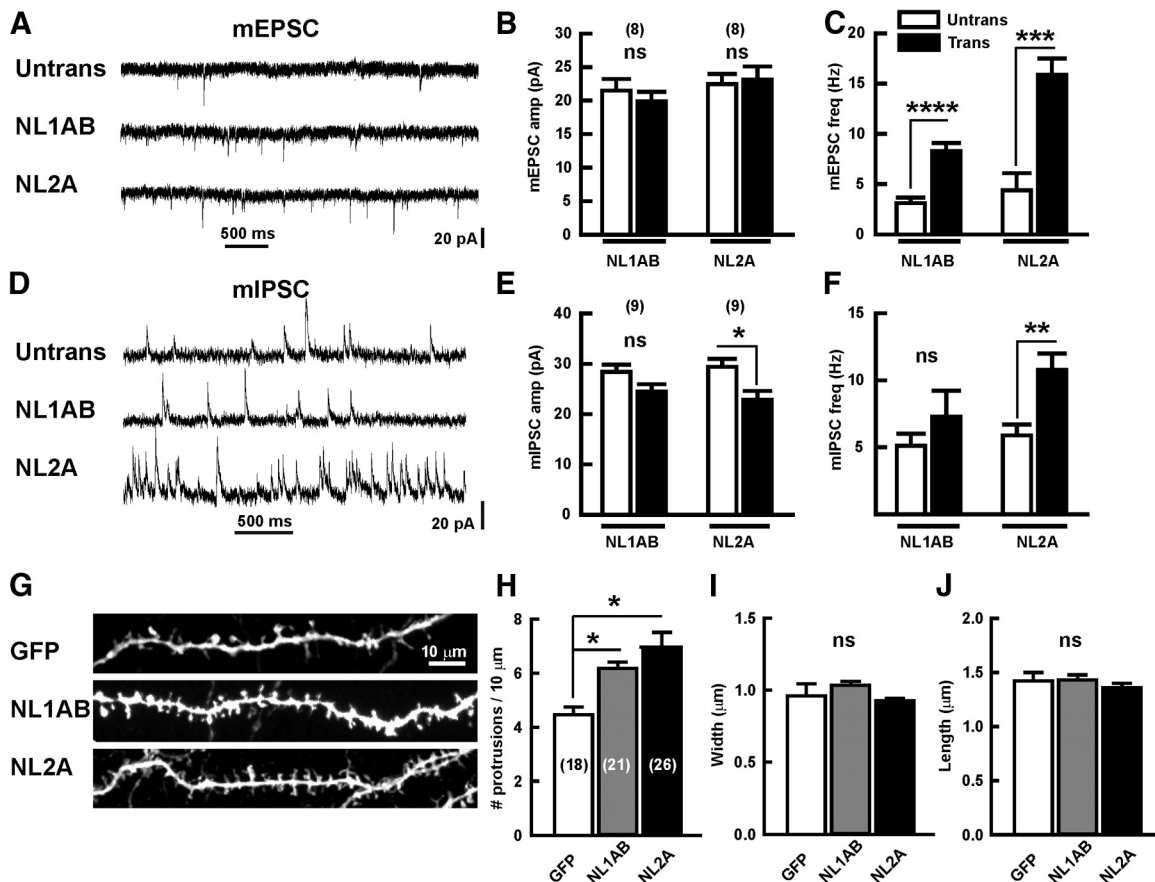 A
mEPSC
Untrans
NL1AB
NL2A
500 ms
20 pA
B
(8)
(8)
ns
ns
mEPSC amp (pA)
30
25
20
15
10
5
0
NL1AB
NL2A
C
Untrans
Trans
****
***
mEPSC freq (Hz)
20
15
10
5
0
NL1AB
NL2A
D
mIPSC
Untrans
NL1AB
NL2A
500 ms
20 pA
E
(9)
(9)
ns
*
mIPSC amp (pA)
40
30
20
10
0
NL1AB
NL2A
F
ns
**
mIPSC freq (Hz)
15
10
5
NL1AB
NL2A
G
GFP
10 μm
NL1AB
NL2A
H
*
*
# protrusions / 10 μm
8
6
4
2
0
(18)
(21)
(26)
GFP
NL1AB
NL2A
I
ns
Width (μm)
1.5
1.0
0.5
0.0
GFP
NL1AB
NL2A
J
ns
Length (μm)
2.0
1.5
1.0
0.5
0.0
GFP
NL1AB
NL2A